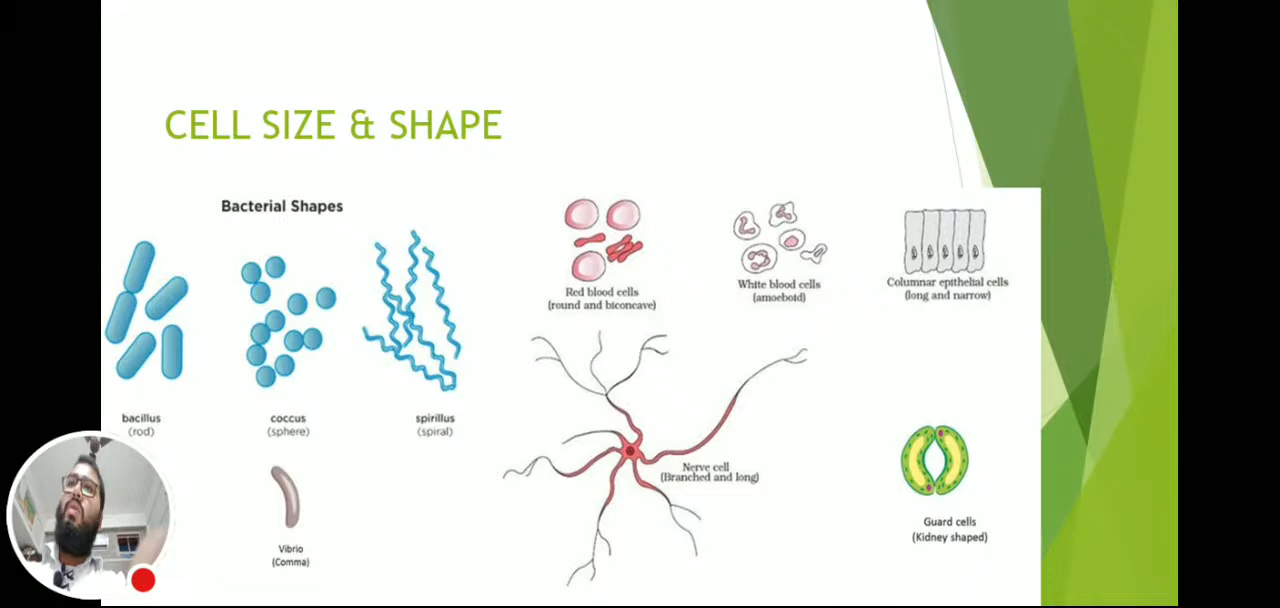 CELL SIZE & SHAPE
Bacterial Shapes
bacillus
(rod)
coccus
(sphere)
spirillus
(spiral)
Vibrio
(Comma)
Red blood cells
(round and biconcave)
White blood cells
(amoeboid)
Columnar epithelial cells
(long and narrow)
Nerve cell
(Branched and long)
Guard cells
(Kidney shaped)